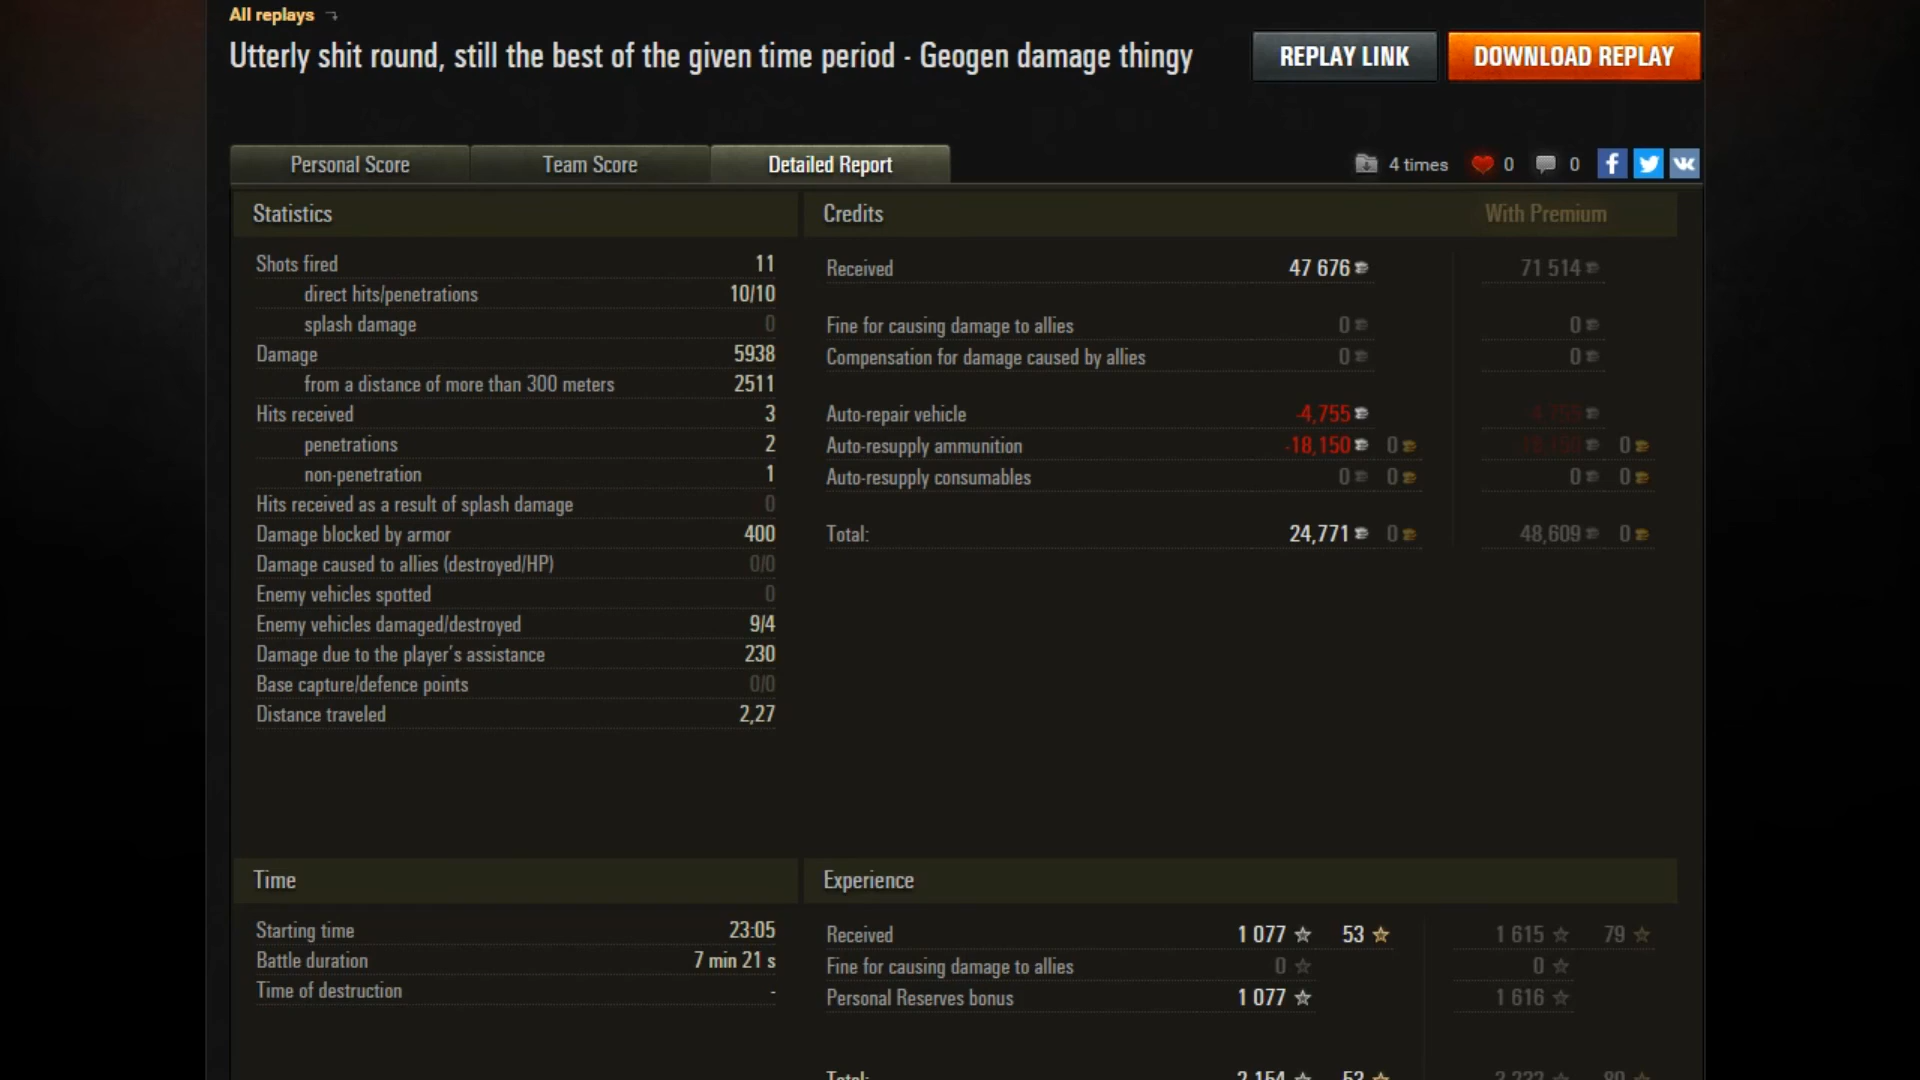 All replays
Utterly shit round, still the best of the given time period - Geogen damage thingy
REPLAY LINK
DOWNLOAD REPLAY
Personal Score
Team Score
Detailed Report
4 times
0
0
Statistics
Shots fired 11
direct hits/penetrations 10/10
splash damage 0
Damage 5938
from a distance of more than 300 meters 2511
Hits received 3
penetrations 2
non-penetration 1
Hits received as a result of splash damage 0
Damage blocked by armor 400
Damage caused to allies (destroyed/HP) 0/0
Enemy vehicles spotted 0
Enemy vehicles damaged/destroyed 9/4
Damage due to the player's assistance 230
Base capture/defence points 0/0
Distance traveled 2,27
Credits With Premium
Received 47 676 71 514
Fine for causing damage to allies 0 0
Compensation for damage caused by allies 0 0
Auto-repair vehicle -4,755 -4,755
Auto-resupply ammunition -18,150 0 -18,150 0
Auto-resupply consumables 0 0 0 0
Total: 24,771 0 48,609 0
Time
Starting time 23:05
Battle duration 7 min 21 s
Time of destruction -
Experience
Received 1 077 53 1 615 79
Fine for causing damage to allies 0 0
Personal Reserves bonus 1 077 1 616
Total: 2 154 53